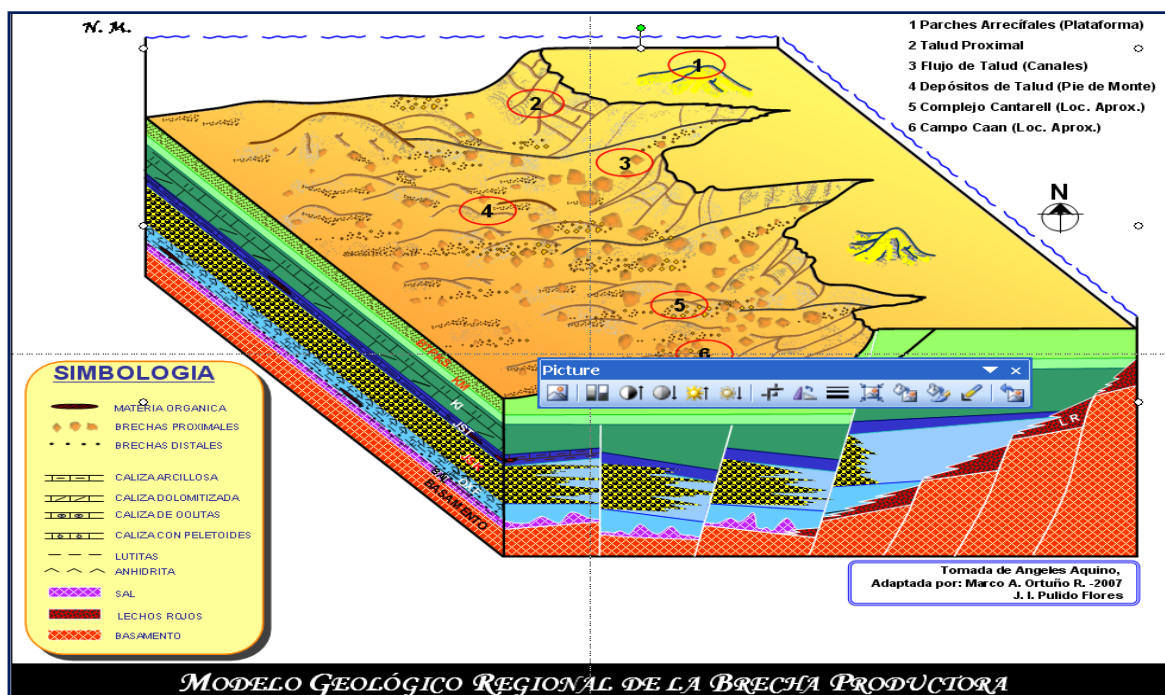 N. M.
1 Parches Arrecífales (Plataforma)
2 Talud Proximal
3 Flujo de Talud (Canales)
4 Depósitos de Talud (Pie de Monte)
5 Complejo Cantarell (Loc. Aprox.)
6 Campo Caan (Loc. Aprox.)
1
2
3
4
5
6
N
Picture
SIMBOLOGIA
MATERIA ORGANICA
BRECHAS PROXIMALES
BRECHAS DISTALES
CALIZA ARCILLOSA
CALIZA DOLOMITIZADA
CALIZA DE OOLITAS
CALIZA CON PELETOIDES
LUTITAS
ANHIDRITA
SAL
LECHOS ROJOS
BASAMENTO
KM
KI
JST
BASAMENTO
L R
Tomada de Angeles Aquino,
Adaptada por: Marco A. Ortuño R. -2007
J. I. Pulido Flores
MODELO GEOLÓGICO REGIONAL DE LA BRECHA PRODUCTORA